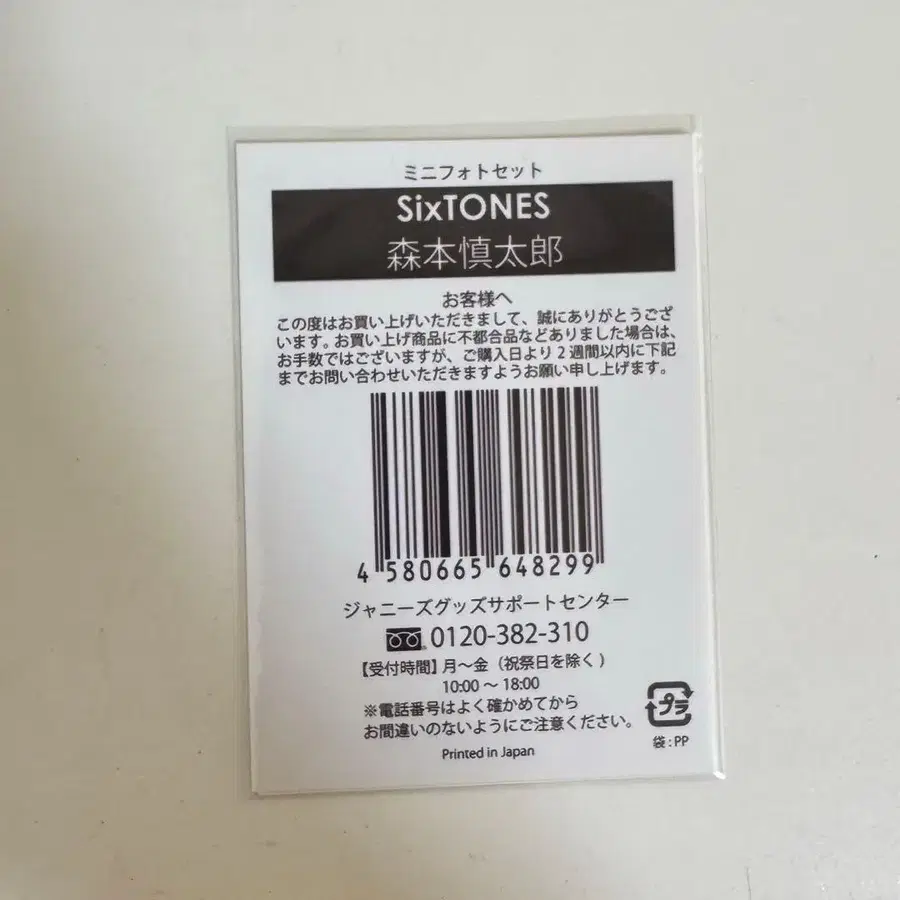 ミニフォトセット
SixTONES
森本慎太郎
お客様へ
この度はお買い上げいただきまして、誠にありがとうござ
います。お買い上げ商品に不都合品などありました場合は、
お手数ではございますが、ご購入日より2週間以内に下記
までお問い合わせいただきますようお願い申し上げます。
4 580665 648299
ジャニーズグッズサポートセンター
0120-382-310
【受付時間】月～金（祝祭日を除く）
10:00 ～ 18:00
※電話番号はよく確かめてから
お間違いのないようにご注意ください。
プラ
袋:PP
Printed in Japan